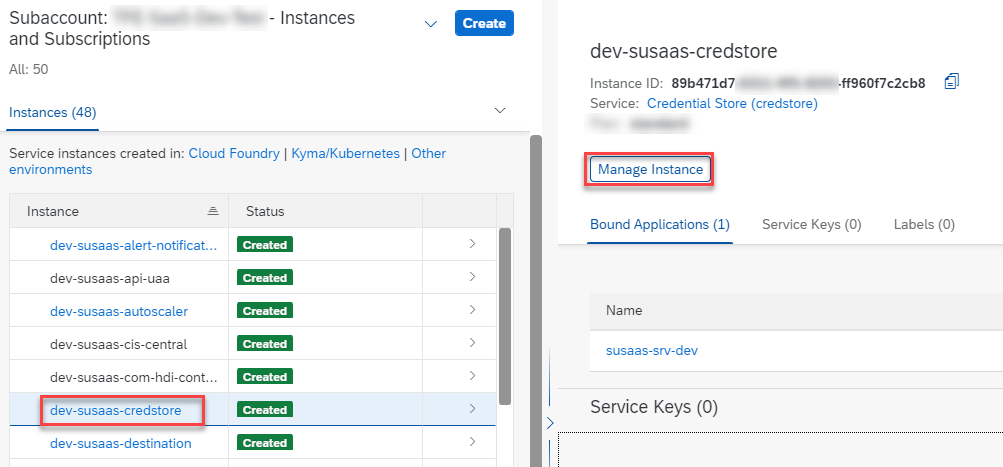 Subaccount: - Instances
and Subscriptions
Create
All: 50
Instances (48)
Service instances created in: Cloud Foundry | Kyma/Kubernetes | Other
environments
Instance Status
dev-susaas-alert-notificat... Created
dev-susaas-api-uaa Created
dev-susaas-autoscaler Created
dev-susaas-cis-central Created
dev-susaas-com-hdi-cont... Created
dev-susaas-credstore Created
dev-susaas-destination Created
dev-susaas-credstore
Instance ID: 89b471d7 -ff960f7c2cb8
Service: Credential Store (credstore)
Manage Instance
Bound Applications (1) Service Keys (0) Labels (0)
Name
susaas-srv-dev
Service Keys (0)